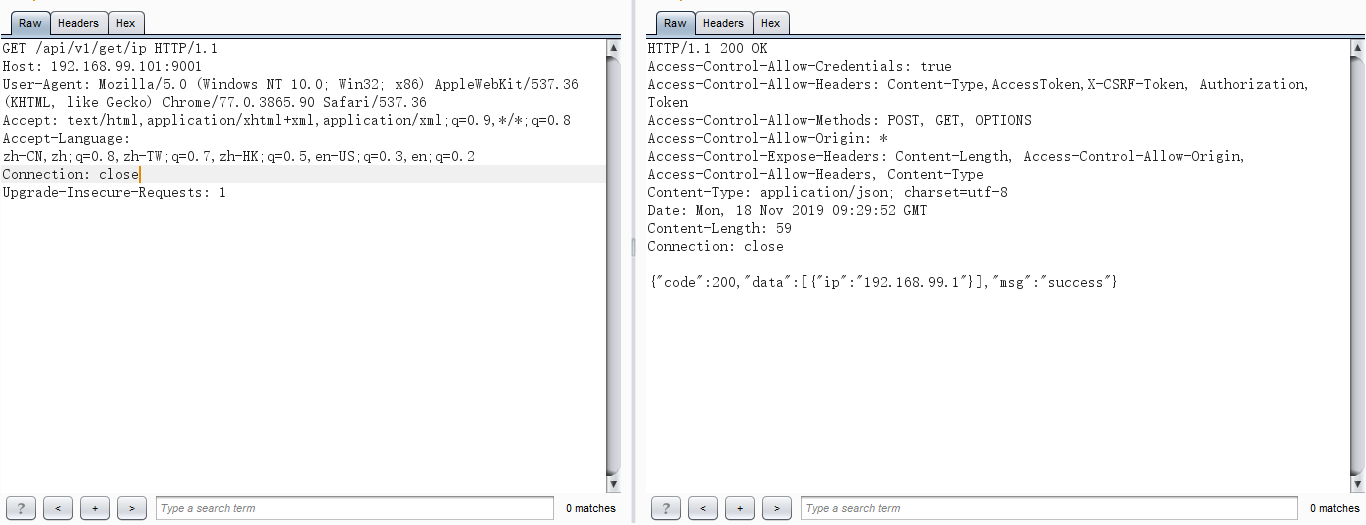 Raw Headers Hex
GET /api/v1/get/ip HTTP/1.1
Host: 192.168.99.101:9001
User-Agent: Mozilla/5.0 (Windows NT 10.0; Win32; x86) AppleWebKit/537.36
(KHTML, like Gecko) Chrome/77.0.3865.90 Safari/537.36
Accept: text/html,application/xhtml+xml,application/xml;q=0.9,*/*;q=0.8
Accept-Language:
zh-CN,zh;q=0.8,zh-TW;q=0.7,zh-HK;q=0.5,en-US;q=0.3,en;q=0.2
Connection: close
Upgrade-Insecure-Requests: 1
? < + > Type a search term 0 matches
Raw Headers Hex
HTTP/1.1 200 OK
Access-Control-Allow-Credentials: true
Access-Control-Allow-Headers: Content-Type,AccessToken,X-CSRF-Token, Authorization,
Token
Access-Control-Allow-Methods: POST, GET, OPTIONS
Access-Control-Allow-Origin: *
Access-Control-Expose-Headers: Content-Length, Access-Control-Allow-Origin,
Access-Control-Allow-Headers, Content-Type
Content-Type: application/json; charset=utf-8
Date: Mon, 18 Nov 2019 09:29:52 GMT
Content-Length: 59
Connection: close
{"code":200,"data":[{"ip":"192.168.99.1"}],"msg":"success"}
? < + > Type a search term 0 matches